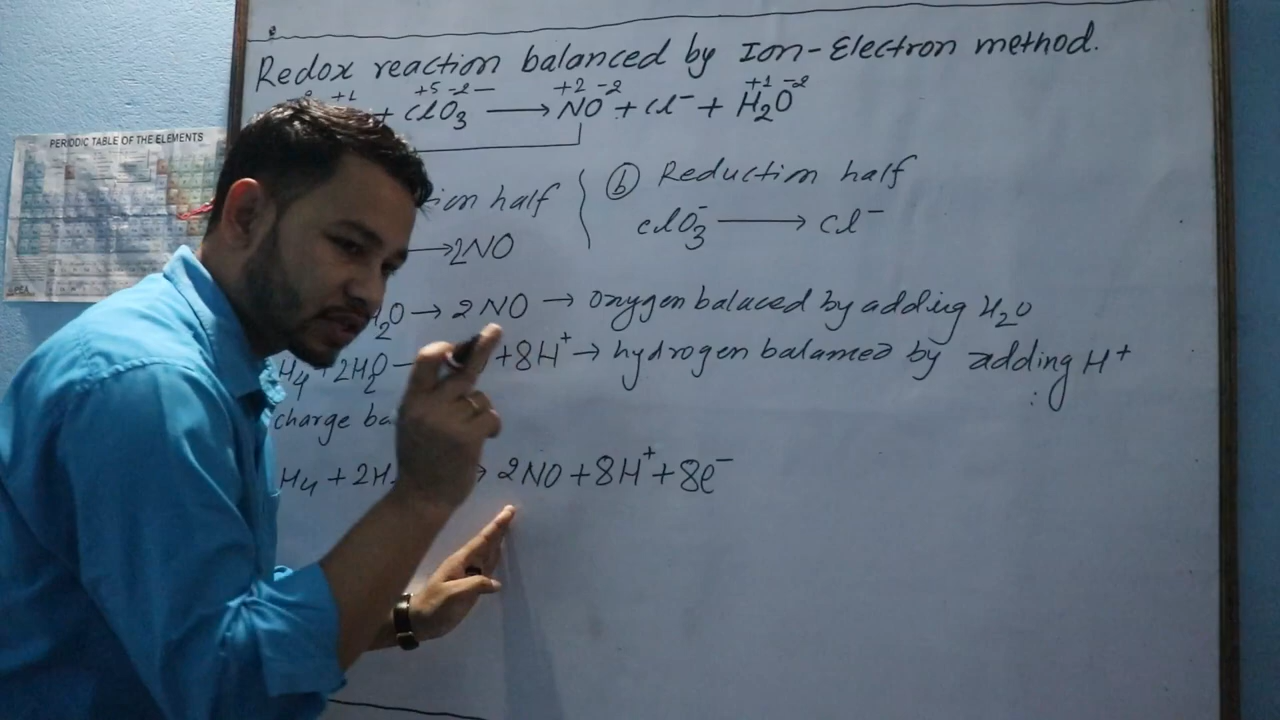 Redox reaction balanced by Ion-Electron method.
+1 +5 -2 - +2 -2 +1 -2
+ ClO3 → NO + Cl⁻ + H2O
PERIODIC TABLE OF THE ELEMENTS
ion half
→2NO
(b) Reduction half
ClO3⁻ → Cl⁻
H2O → 2NO → Oxygen balaced by adding H2O
H4 + 2H2O +8H⁺ → hydrogen balanced by adding H⁺
charge ba
H4 + 2H 2NO + 8H⁺ + 8e⁻